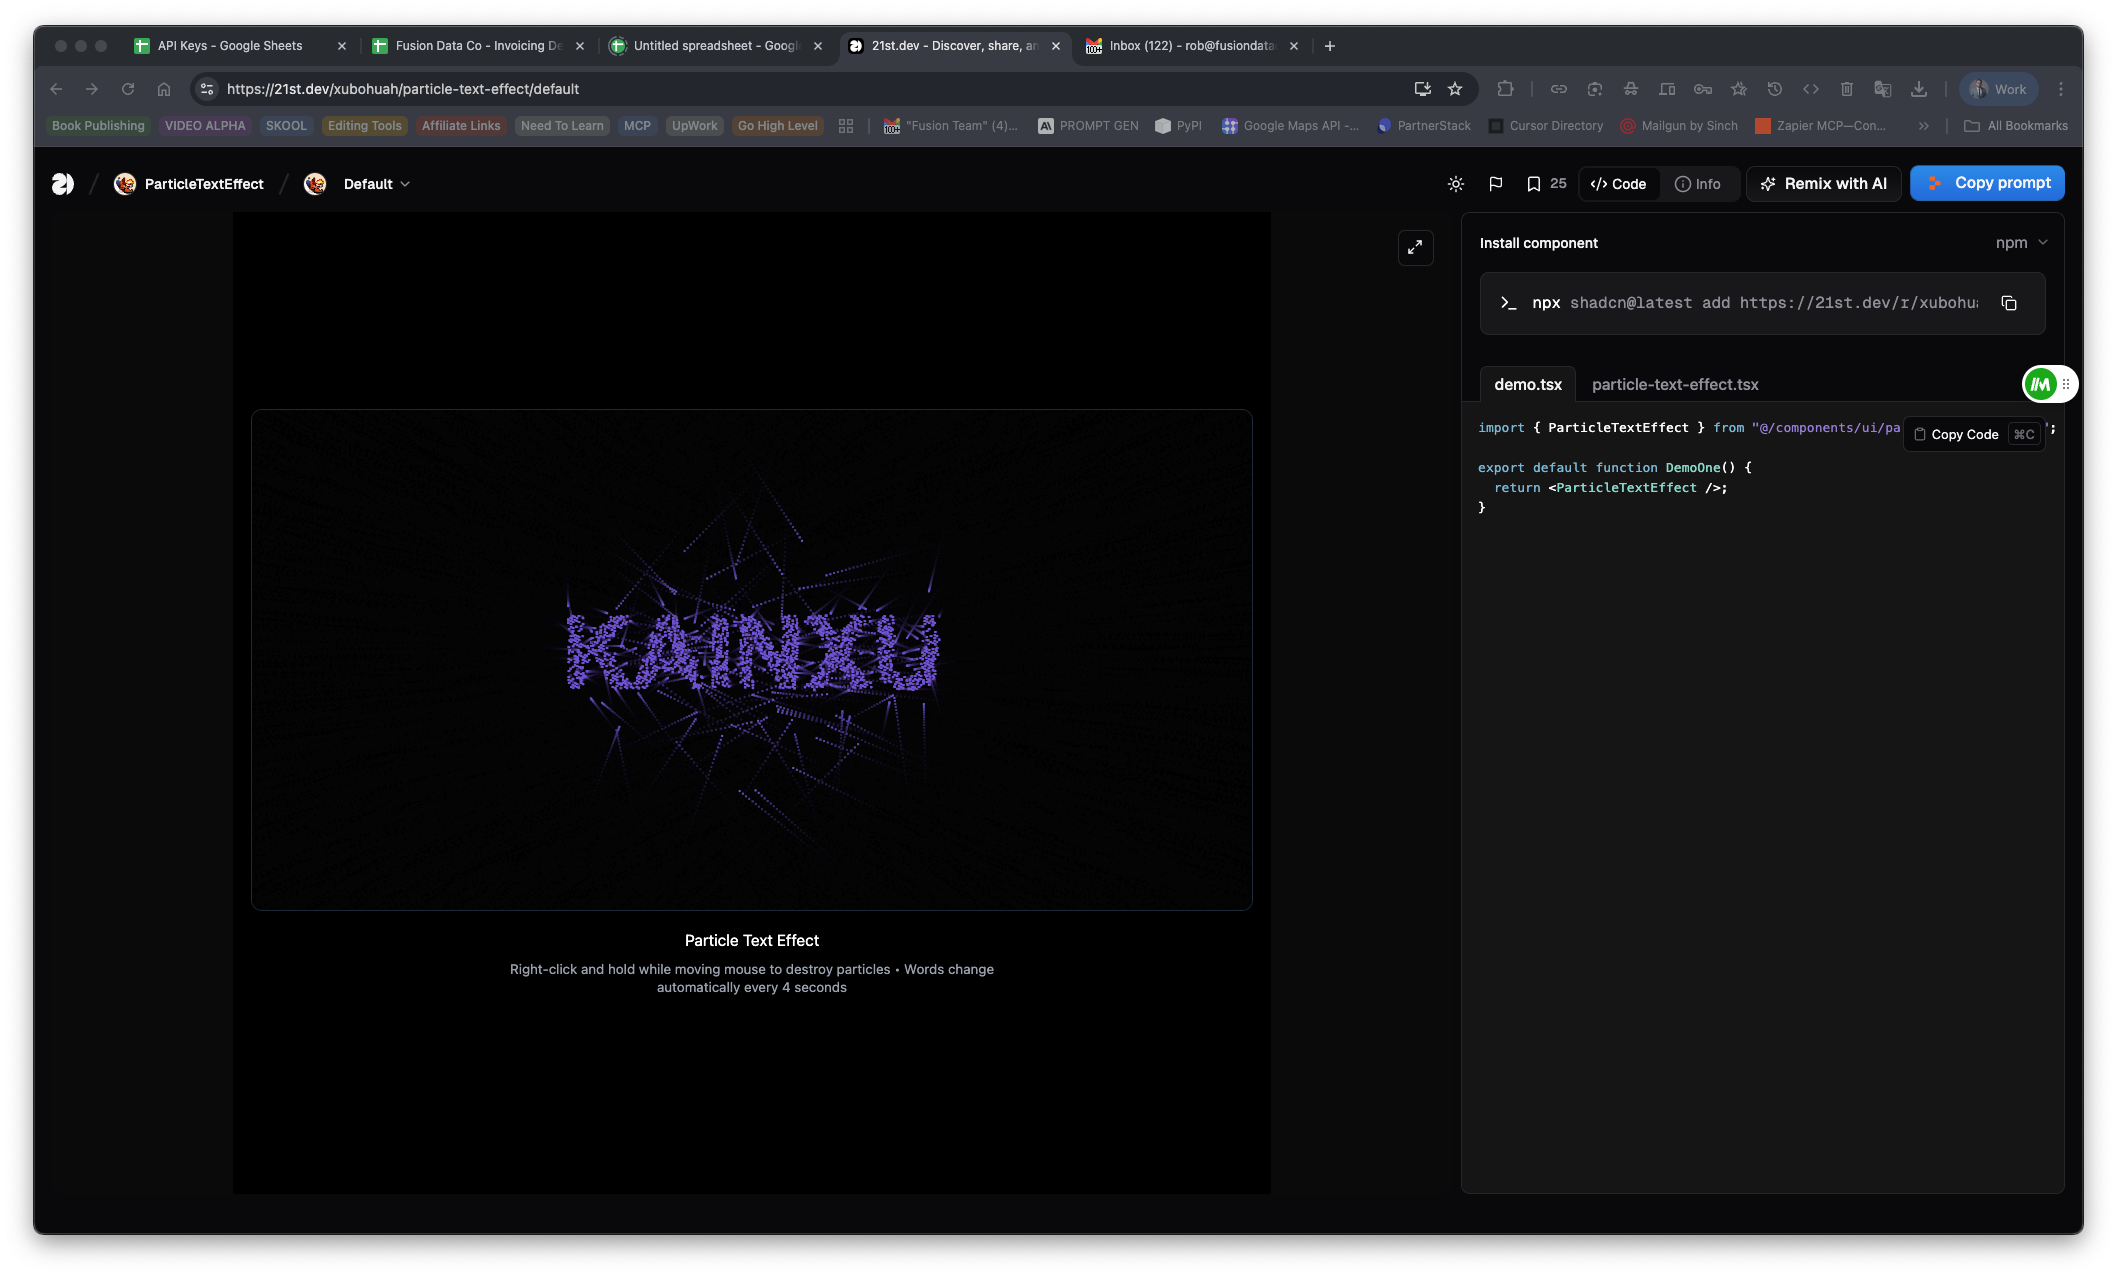 API Keys - Google Sheets
Fusion Data Co - Invoicing De
Untitled spreadsheet - Googl
21st.dev - Discover, share, an
Inbox (122) - rob@fusiondata
https://21st.dev/xubohuah/particle-text-effect/default
Work
Book Publishing
VIDEO ALPHA
SKOOL
Editing Tools
Affiliate Links
Need To Learn
MCP
UpWork
Go High Level
"Fusion Team" (4)...
PROMPT GEN
PyPI
Google Maps API -...
PartnerStack
Cursor Directory
Mailgun by Sinch
Zapier MCP—Con...
All Bookmarks
ParticleTextEffect
Default
25
</> Code
Info
Remix with AI
Copy prompt
KAINXU
Particle Text Effect
Right-click and hold while moving mouse to destroy particles • Words change
automatically every 4 seconds
Install component
npm
npx shadcn@latest add https://21st.dev/r/xubohua
demo.tsx
particle-text-effect.tsx
import { ParticleTextEffect } from "@/components/ui/pa
";
Copy Code ⌘C
export default function DemoOne() {
return <ParticleTextEffect />;
}